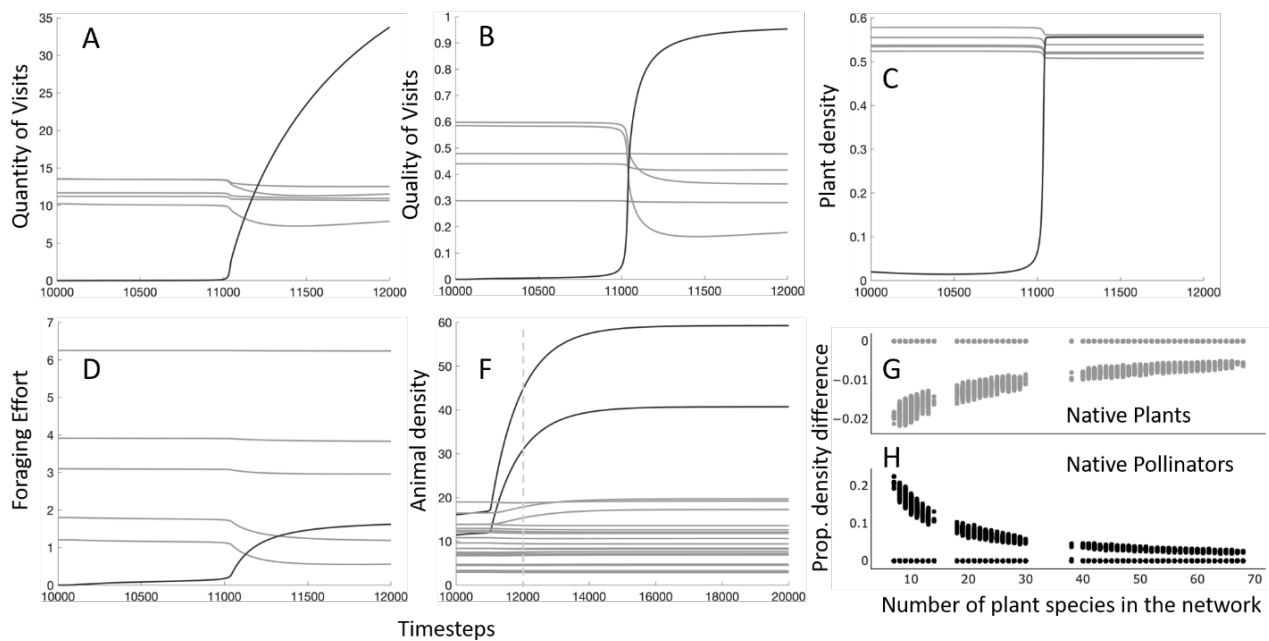 A
Quantity of Visits
35
30
25
20
15
10
5
0
10000 10500 11000 11500 12000
B
Quality of Visits
1
0.9
0.8
0.7
0.6
0.5
0.4
0.3
0.2
0.1
0
10000 10500 11000 11500 12000
C
Plant density
0.6
0.5
0.4
0.3
0.2
0.1
0
10000 10500 11000 11500 12000
D
Foraging Effort
7
6
5
4
3
2
1
0
10000 10500 11000 11500 12000
F
Animal density
60
50
40
30
20
10
0
10000 12000 14000 16000 18000 20000
Timesteps
G
Prop. density difference
0
−0.01
−0.02
Native Plants
H
Native Pollinators
0.2
0.1
0
10 20 30 40 50 60 70
Number of plant species in the network